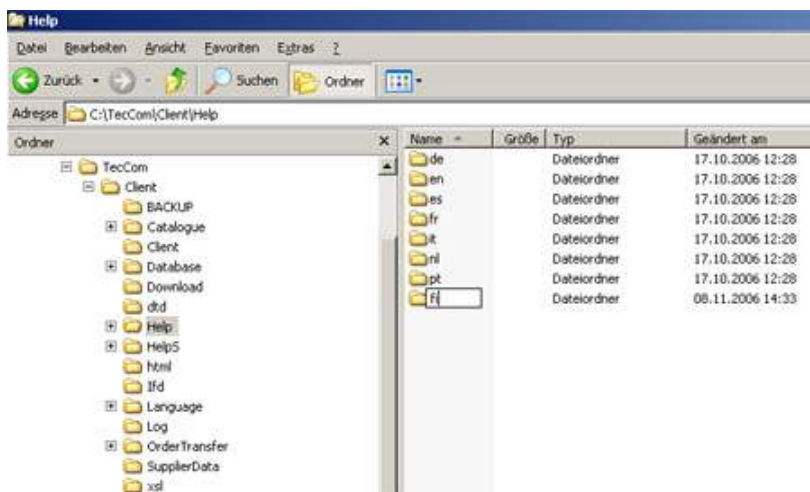 Help
Datei Bearbeiten Ansicht Favoriten Extras ?
Zurück Suchen Ordner
Adresse C:\TecCom\Client\Help
Ordner x Name Größe Typ Geändert am
TecCom
Client
BACKUP
Catalogue
Client
Database
Download
dtd
Help
HelpS
html
Ifd
Language
Log
OrderTransfer
SupplierData
xsl
de Dateiordner 17.10.2006 12:28
en Dateiordner 17.10.2006 12:28
es Dateiordner 17.10.2006 12:28
fr Dateiordner 17.10.2006 12:28
it Dateiordner 17.10.2006 12:28
nl Dateiordner 17.10.2006 12:28
pt Dateiordner 17.10.2006 12:28
fi Dateiordner 08.11.2006 14:33